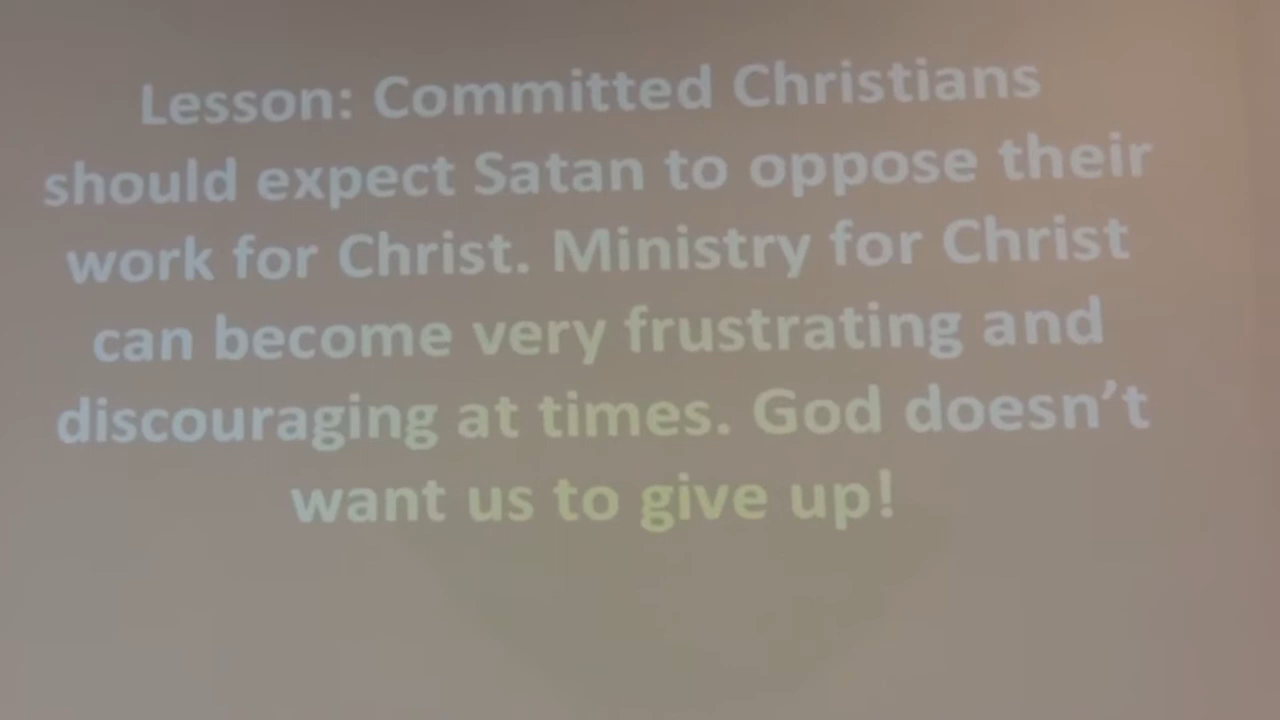 Lesson: Committed Christians
should expect Satan to oppose their
work for Christ. Ministry for Christ
can become very frustrating and
discouraging at times. God doesn’t
want us to give up!